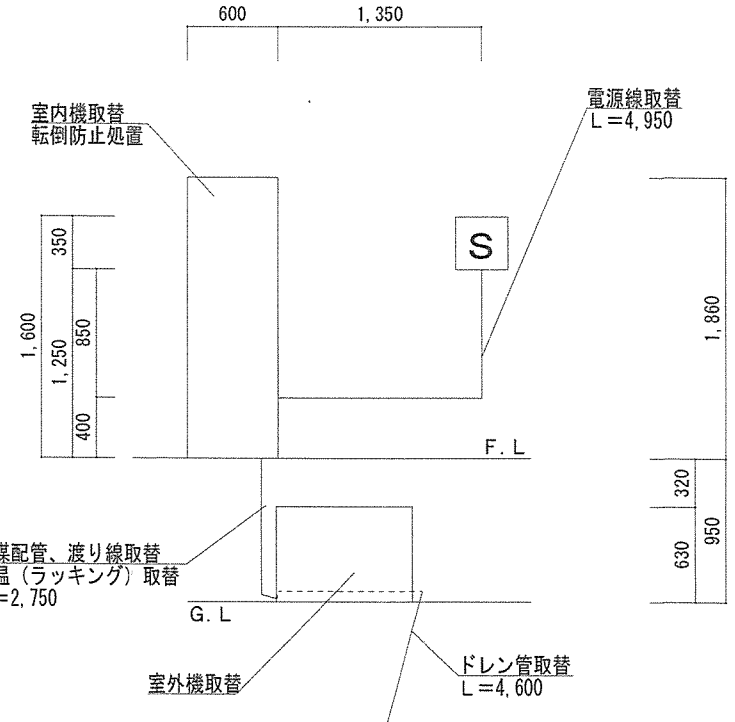 600
1,350
室内機取替
転倒防止処置
電源線取替
L=4,950
S
350
850
1,600
1,250
400
1,860
F.L
320
950
630
媒配管、渡り線取替
温（ラッキング）取替
=2,750
G.L
室外機取替
ドレン管取替
L=4,600